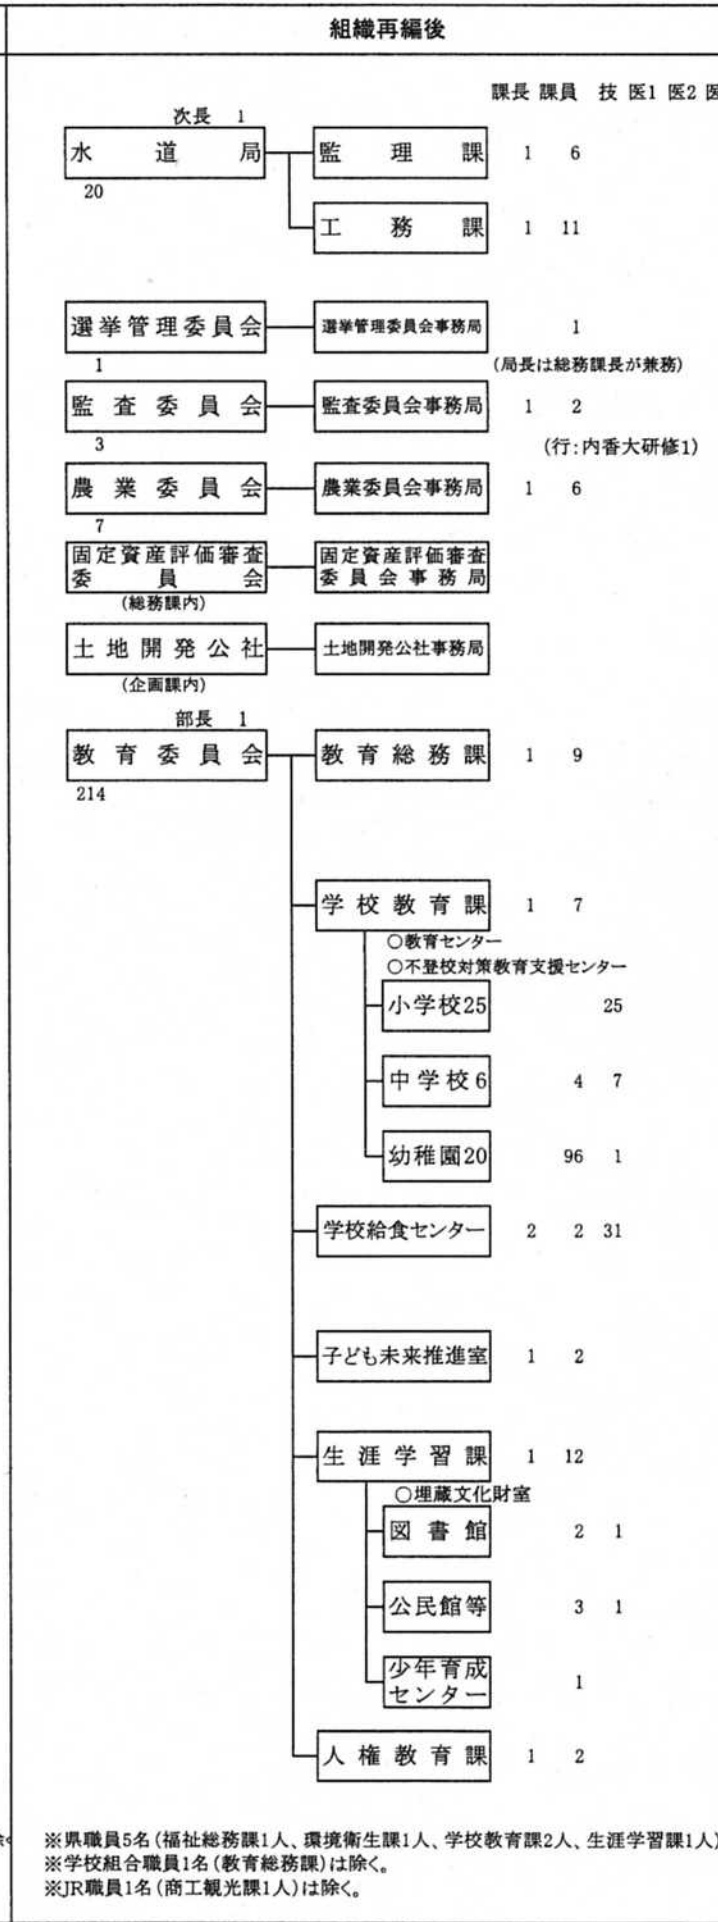 組織再編後
課長 課員 技 医1 医2 医
次長 1
水道局 監理課 1 6
20
工務課 1 11
選挙管理委員会 選挙管理委員会事務局 1
1 (局長は総務課長が兼務)
監査委員会 監査委員会事務局 1 2
3 (行:内香大研修1)
農業委員会 農業委員会事務局 1 6
7
固定資産評価審査 固定資産評価審査
委員会 委員会事務局
(総務課内)
土地開発公社 土地開発公社事務局
(企画課内)
部長 1
教育委員会 教育総務課 1 9
214
学校教育課 1 7
○教育センター
○不登校対策教育支援センター
小学校25 25
中学校6 4 7
幼稚園20 96 1
学校給食センター 2 2 31
子ども未来推進室 1 2
生涯学習課 1 12
○埋蔵文化財室
図書館 2 1
公民館等 3 1
少年育成
センター 1
人権教育課 1 2
※県職員5名(福祉総務課1人、環境衛生課1人、学校教育課2人、生涯学習課1人)
※学校組合職員1名(教育総務課)は除く。
※JR職員1名(商工観光課1人)は除く。